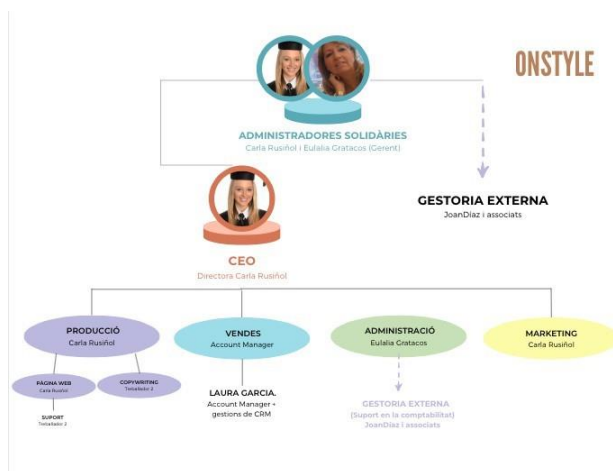 ONSTYLE
ADMINISTRADORES SOLIDÀRIES
Carla Rusiñol i Eulalia Gratacos (Gerent)
GESTORIA EXTERNA
JoanDíaz i associats
CEO
Directora Carla Rusiñol
PRODUCCIÓ
Carla Rusiñol
VENDES
Account Manager
ADMINISTRACIÓ
Eulalia Gratacos
MARKETING
Carla Rusiñol
PÀGINA WEB
Carla Rusiñol
COPYWRITING
Treballador 2
SUPORT
Treballador 2
LAURA GARCIA.
Account Manager +
gestions de CRM
GESTORIA EXTERNA
(Suport en la comptabilitat)
JoanDíaz i associats